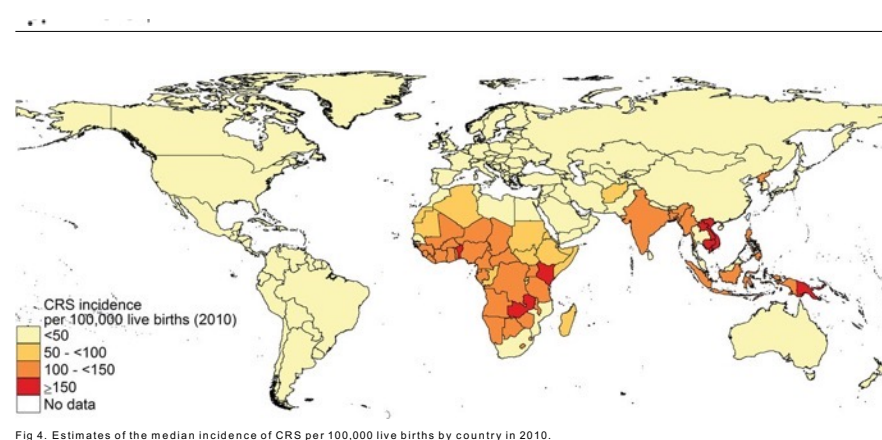 CRS incidence
per 100,000 live births (2010)
<50
50 - <100
100 - <150
≥150
No data
Fig 4. Estimates of the median incidence of CRS per 100,000 live births by country in 2010.